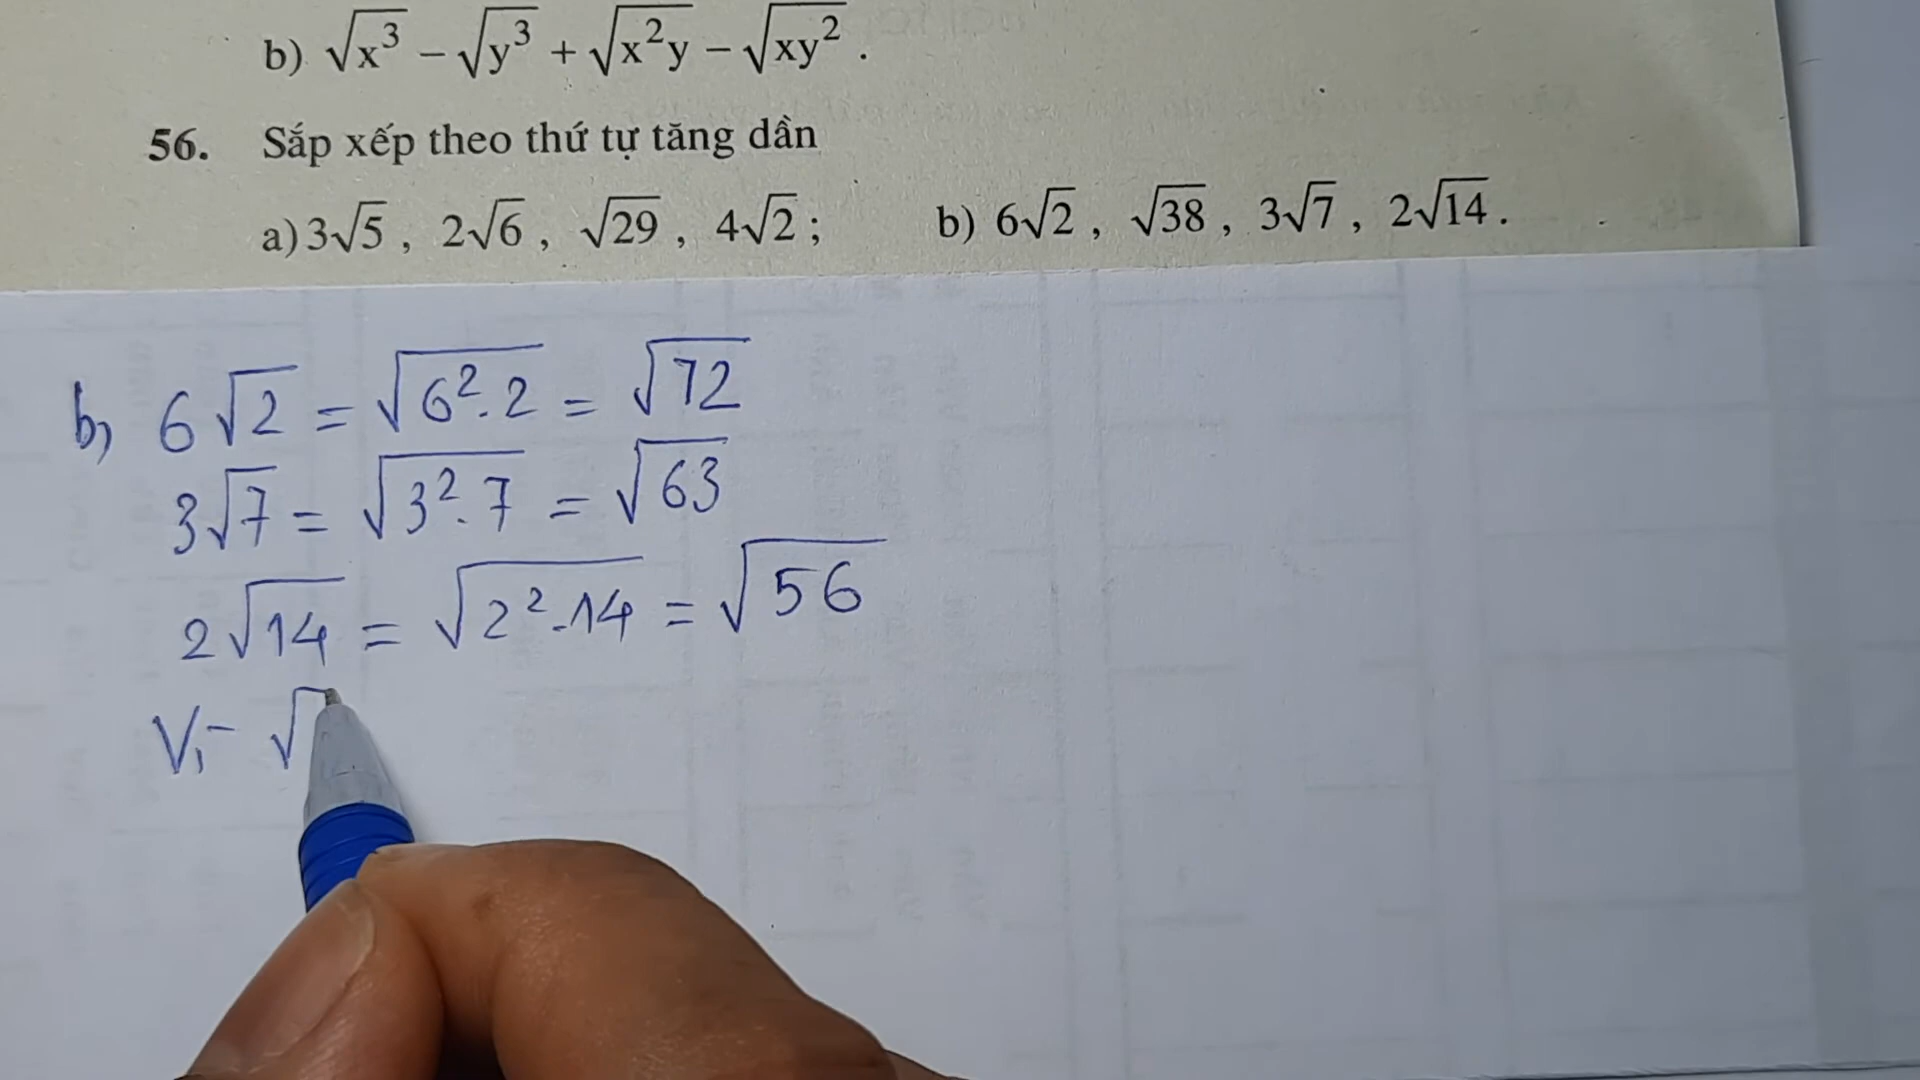 b) √x³ − √y³ + √x²y − √xy² .
56. Sắp xếp theo thứ tự tăng dần
a) 3√5 , 2√6 , √29 , 4√2 ; b) 6√2 , √38 , 3√7 , 2√14 .
b, 6√2 = √6².2 = √72
3√7 = √3².7 = √63
2√14 = √2².14 = √56
Vì √